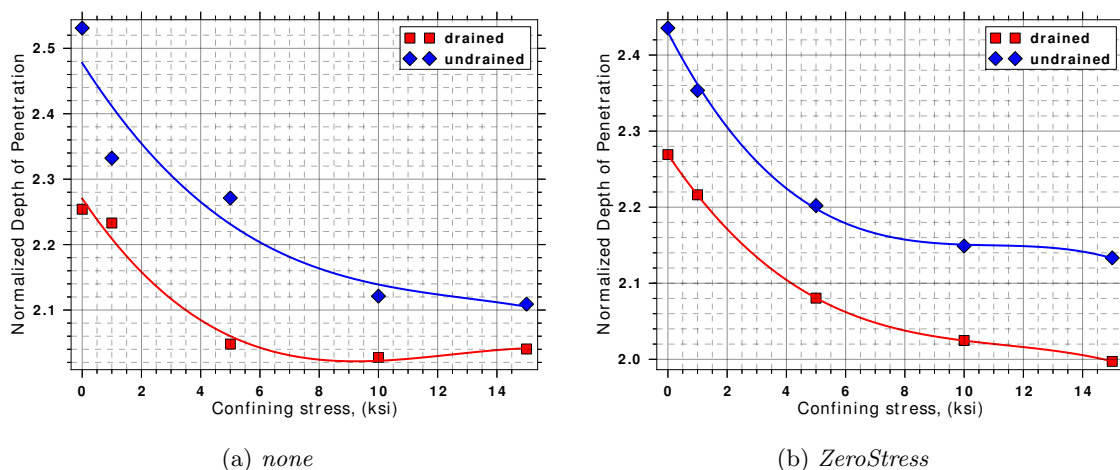 Normalized Depth of Penetration
2.5
2.4
2.3
2.2
2.1
0 2 4 6 8 10 12 14
Confining stress, (ksi)
drained
undrained
(a) none
Normalized Depth of Penetration
2.4
2.3
2.2
2.1
2.0
0 2 4 6 8 10 12 14
Confining stress, (ksi)
drained
undrained
(b) ZeroStress